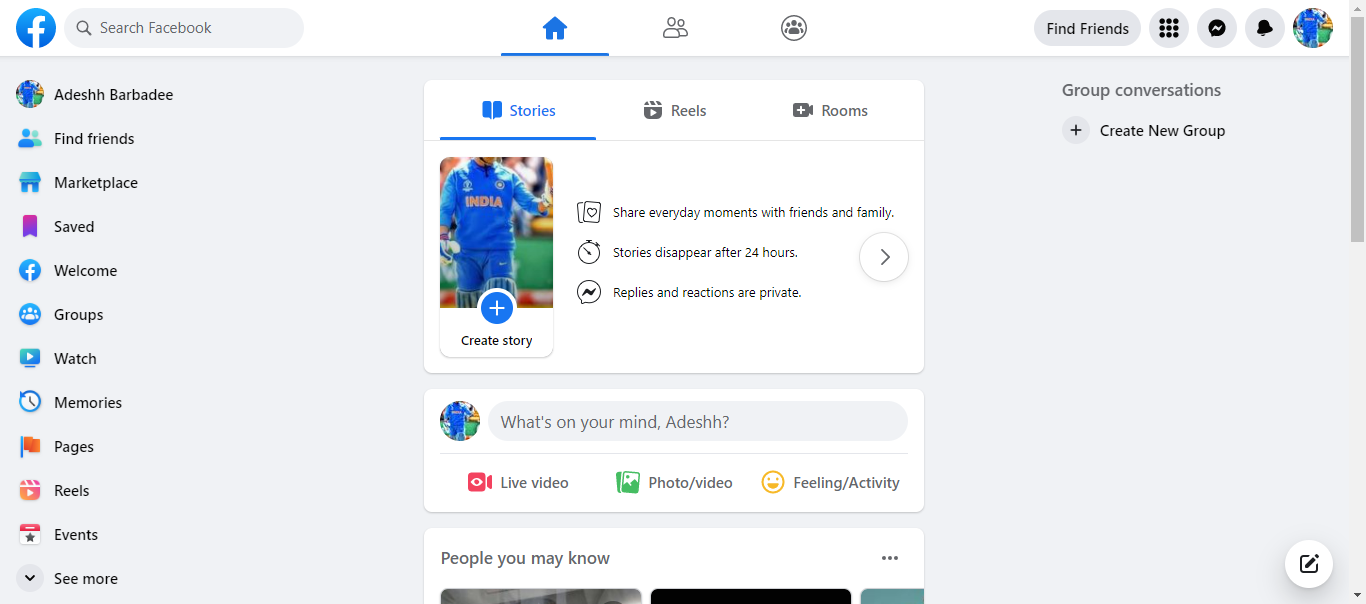 Search Facebook
Find Friends
Adeshh Barbadee
Find friends
Marketplace
Saved
Welcome
Groups
Watch
Memories
Pages
Reels
Events
See more
Stories
Reels
Rooms
INDIA
Create story
Share everyday moments with friends and family.
Stories disappear after 24 hours.
Replies and reactions are private.
What's on your mind, Adeshh?
Live video
Photo/video
Feeling/Activity
People you may know
Group conversations
Create New Group